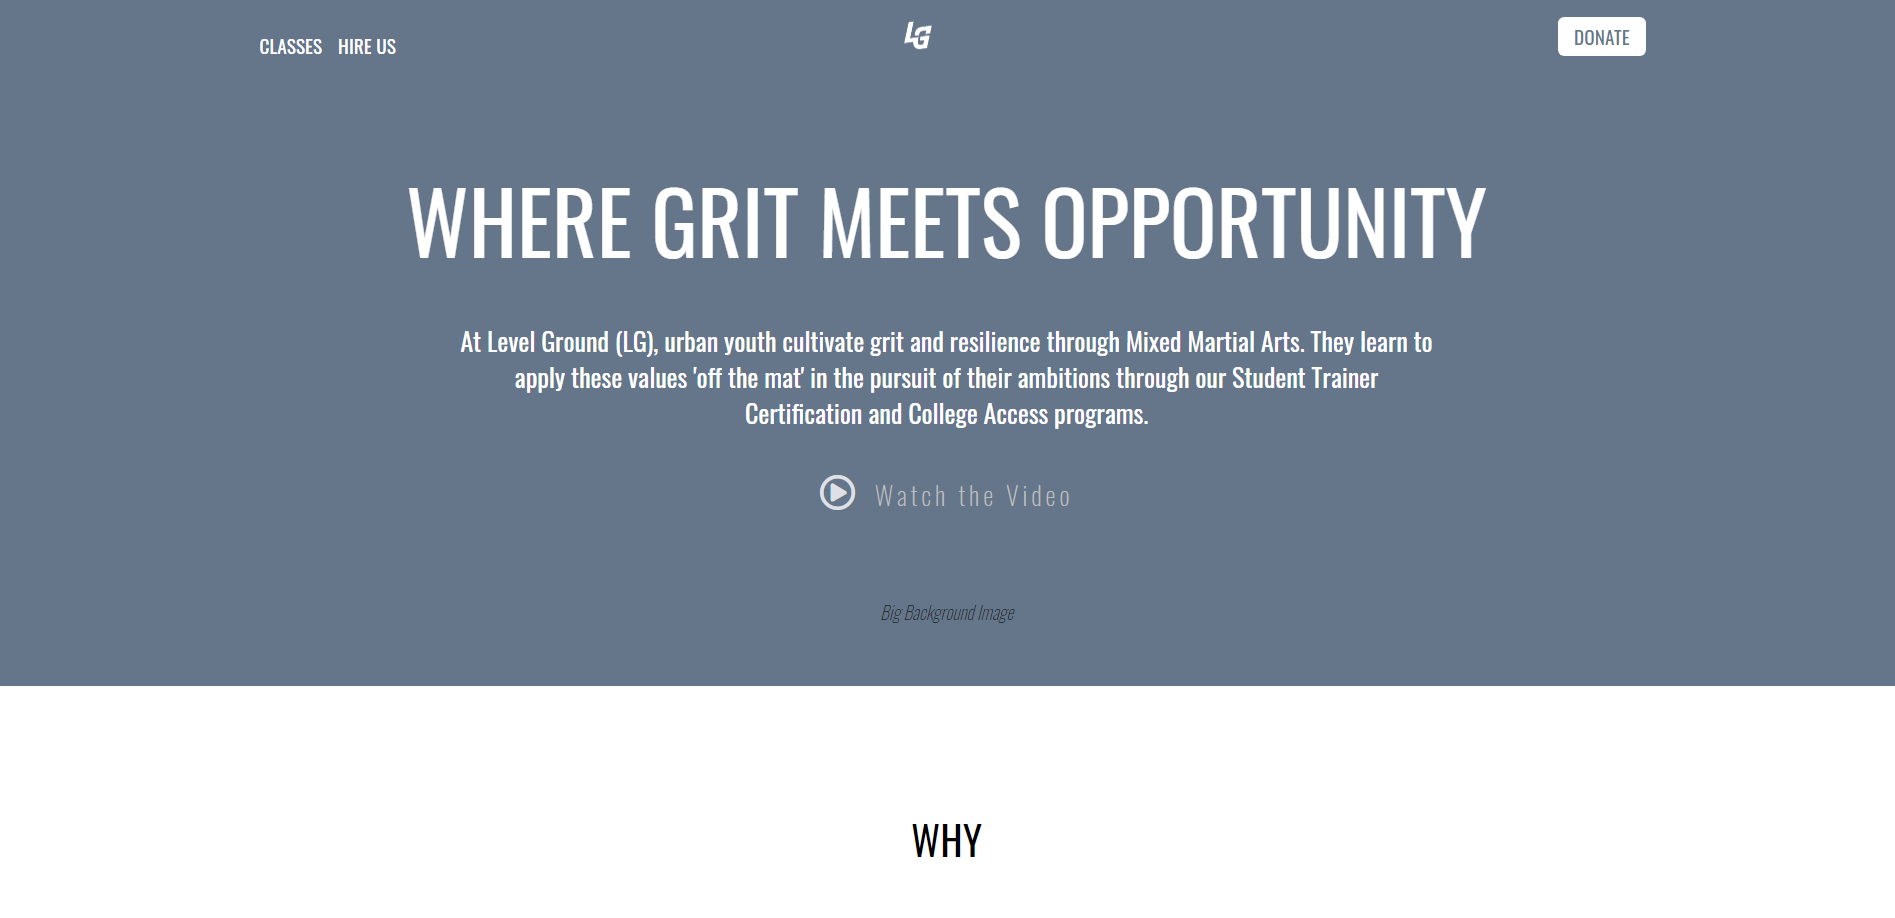 CLASSES HIRE US
LG
DONATE
WHERE GRIT MEETS OPPORTUNITY
At Level Ground (LG), urban youth cultivate grit and resilience through Mixed Martial Arts. They learn to
apply these values 'off the mat' in the pursuit of their ambitions through our Student Trainer
Certification and College Access programs.
Watch the Video
Big Background Image
WHY